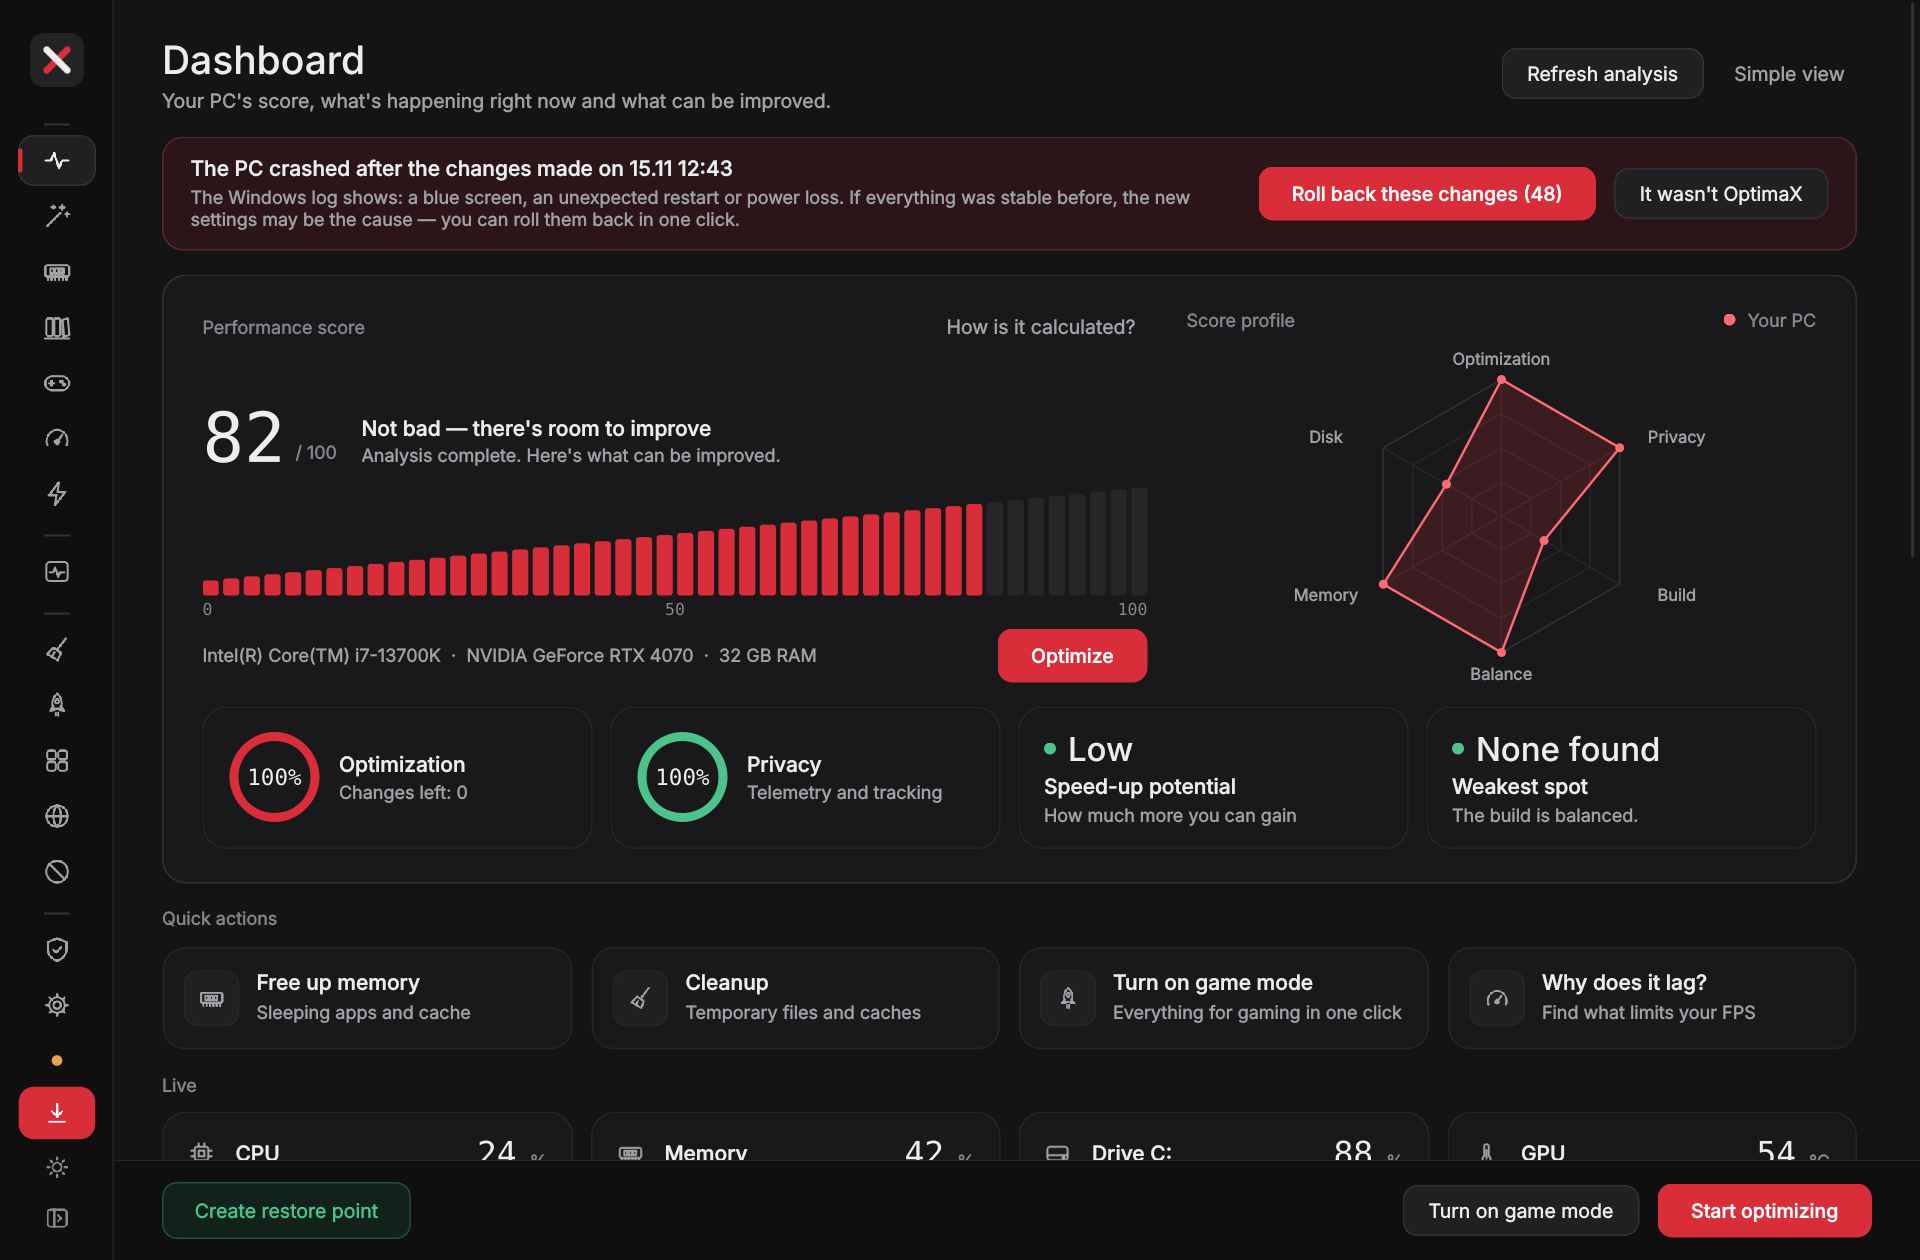 Dashboard
Your PC's score, what's happening right now and what can be improved.
Refresh analysis
Simple view
The PC crashed after the changes made on 15.11 12:43
The Windows log shows: a blue screen, an unexpected restart or power loss. If everything was stable before, the new
settings may be the cause — you can roll them back in one click.
Roll back these changes (48)
It wasn't OptimaX
Performance score
How is it calculated?
82 / 100
Not bad — there's room to improve
Analysis complete. Here's what can be improved.
0 50 100
Intel(R) Core(TM) i7-13700K · NVIDIA GeForce RTX 4070 · 32 GB RAM
Optimize
Score profile
Your PC
Optimization
Disk
Privacy
Memory
Build
Balance
100%
Optimization
Changes left: 0
100%
Privacy
Telemetry and tracking
Low
Speed-up potential
How much more you can gain
None found
Weakest spot
The build is balanced.
Quick actions
Free up memory
Sleeping apps and cache
Cleanup
Temporary files and caches
Turn on game mode
Everything for gaming in one click
Why does it lag?
Find what limits your FPS
Live
CPU 24 %
Memory 42 %
Drive C: 88 %
GPU 54 °C
Create restore point
Turn on game mode
Start optimizing